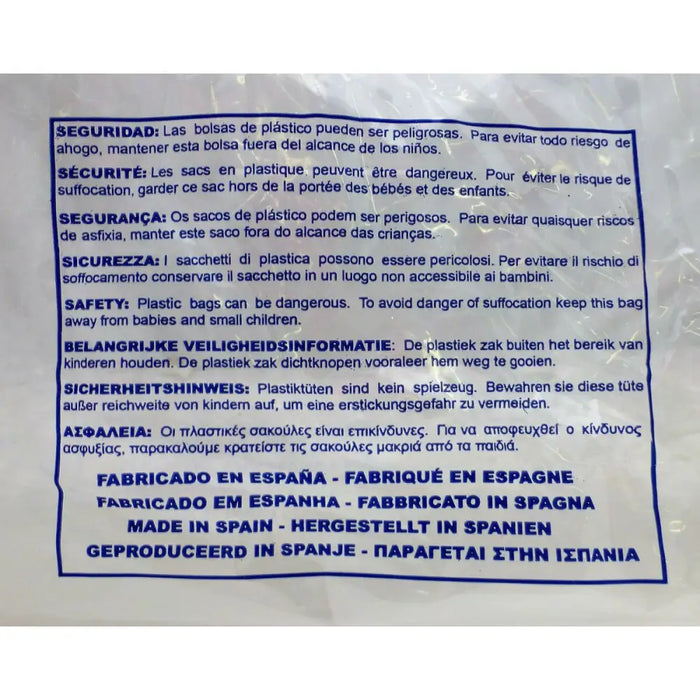 SEGURIDAD: Las bolsas de plástico pueden ser peligrosas. Para evitar todo riesgo de
ahogo, mantener esta bolsa fuera del alcance de los niños.
SÉCURITÉ: Les sacs en plastique peuvent être dangereux. Pour éviter le risque de
suffocation, garder ce sac hors de la portée des bébés et des enfants.
SEGURANÇA: Os sacos de plástico podem ser perigosos. Para evitar quaisquer riscos
de asfixia, manter este saco fora do alcance das crianças.
SICUREZZA: I sacchetti di plastica possono essere pericolosi. Per evitare il rischio di
soffocamento conservare il sacchetto in un luogo non accessibile ai bambini.
SAFETY: Plastic bags can be dangerous. To avoid danger of suffocation keep this bag
away from babies and small children.
BELANGRIJKE VEILIGHEIDSINFORMATIE: De plastiek zak buiten het bereik van
kinderen houden. De plastiek zak dichtknopen vooraleer hem weg te gooien.
SICHERHEITSHINWEIS: Plastiktüten sind kein spielzeug. Bewahren sie diese tüte
außer reichweite von kindern auf, um eine erstickungsgefahr zu vermeiden.
ΑΣΦΑΛΕΙΑ: Οι πλαστικές σακούλες είναι επικίνδυνες. Για να αποφευχθεί ο κίνδυνος
ασφυξίας, παρακαλούμε κρατείστε τις σακούλες μακριά από τα παιδιά.
FABRICADO EN ESPAÑA - FABRIQUÉ EN ESPAGNE
FABRICADO EM ESPANHA - FABBRICATO IN SPAGNA
MADE IN SPAIN - HERGESTELLT IN SPANIEN
GEPRODUCEERD IN SPANJE - ΠΑΡΑΓΕΤΑΙ ΣΤΗΝ ΙΣΠΑΝΙΑ